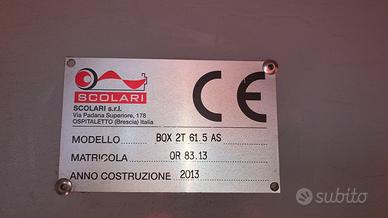 SCOLARI
SCOLARI s.r.l.
Via Padana Superiore, 178
OSPITALETTO (Brescia) Italia
CE
MODELLO BOX 2T 61.5 AS
MATRICOLA OR 83.13
ANNO COSTRUZIONE 2013
subito